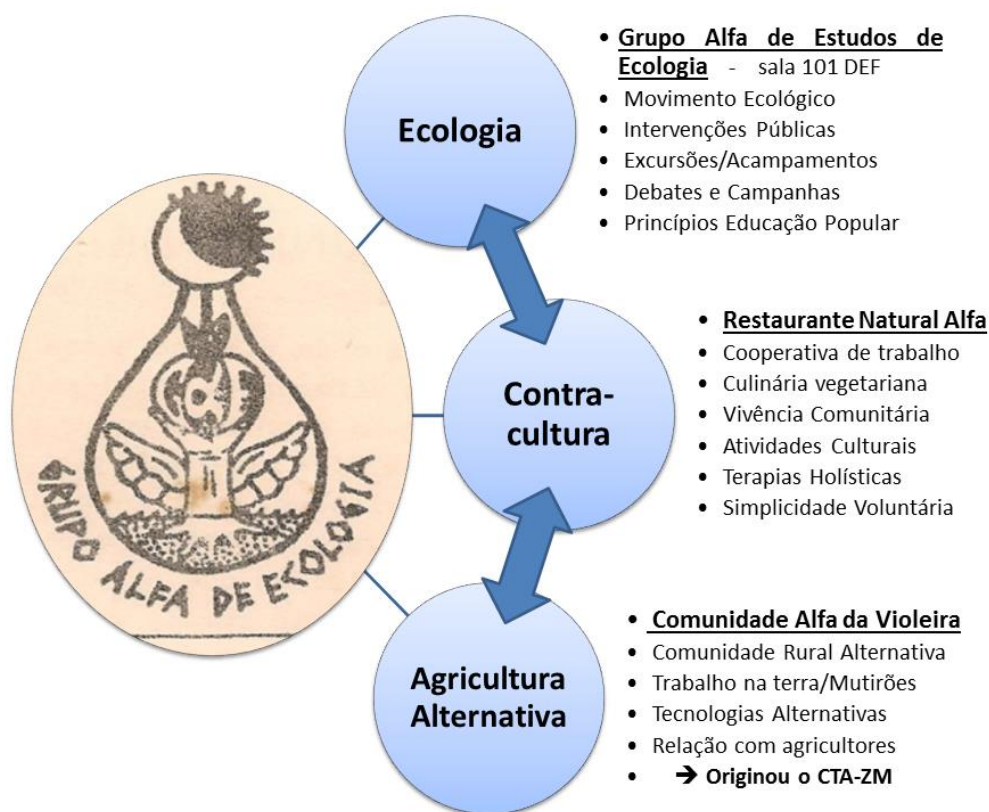 GRUPO ALFA DE ECOLOGIA
Ecologia
• Grupo Alfa de Estudos de
Ecologia - sala 101 DEF
• Movimento Ecológico
• Intervenções Públicas
• Excursões/Acampamentos
• Debates e Campanhas
• Princípios Educação Popular
Contra-
cultura
• Restaurante Natural Alfa
• Cooperativa de trabalho
• Culinária vegetariana
• Vivência Comunitária
• Atividades Culturais
• Terapias Holísticas
• Simplicidade Voluntária
Agricultura
Alternativa
• Comunidade Alfa da Violeira
• Comunidade Rural Alternativa
• Trabalho na terra/Mutirões
• Tecnologias Alternativas
• Relação com agricultores
• ➔ Originou o CTA-ZM